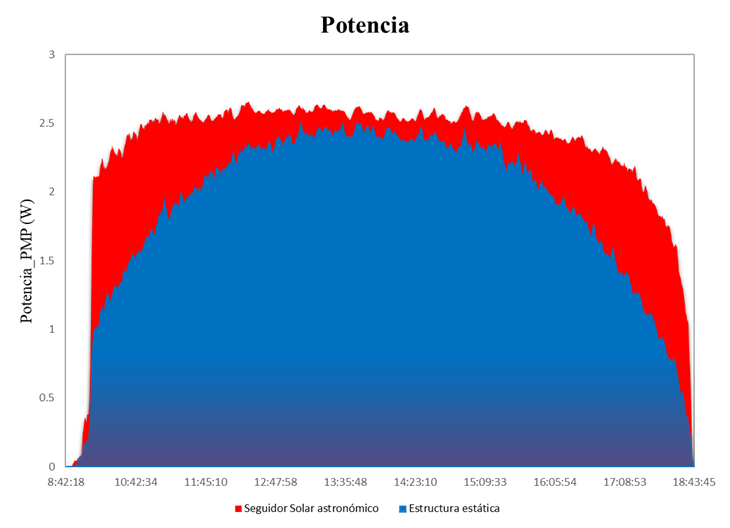 Potencia
3
2.5
2
1.5
1
0.5
0
Potencia_PMP (W)
8:42:18 10:42:34 11:45:10 12:47:58 13:35:48 14:23:10 15:09:33 16:05:54 17:08:53 18:43:45
Seguidor Solar astronómico Estructura estática